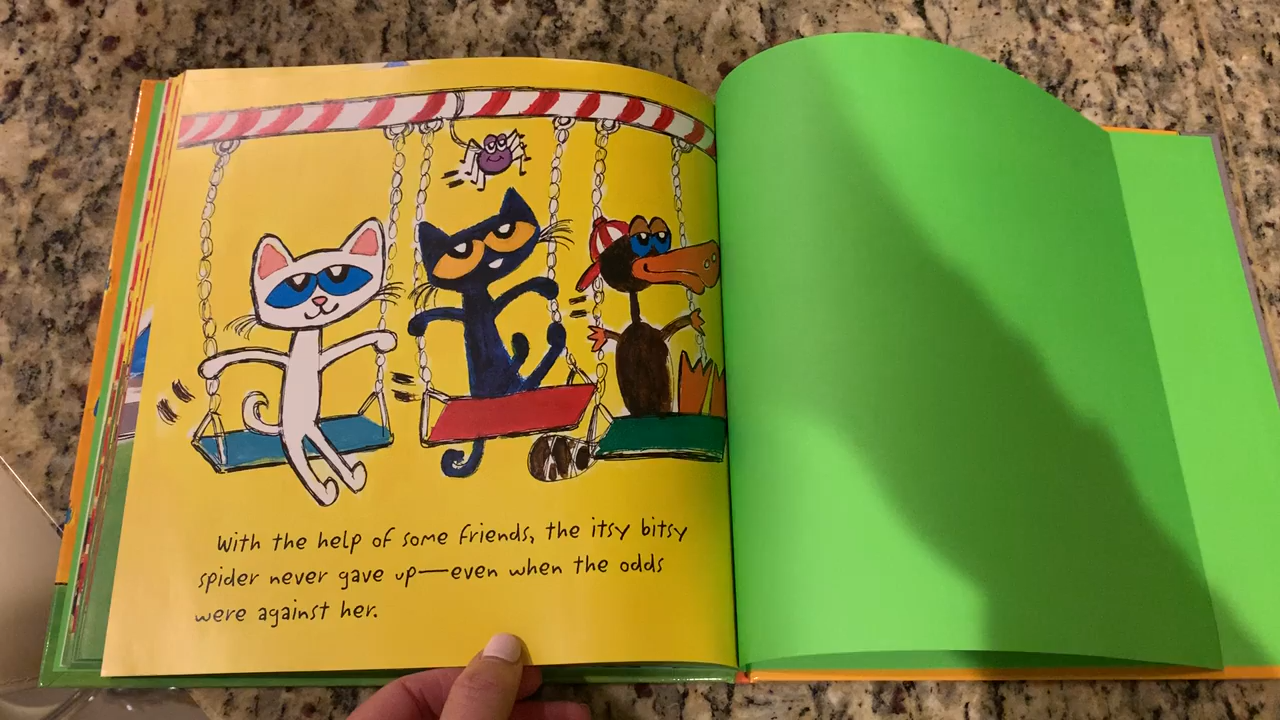 With the help of some friends, the itsy bitsy
spider never gave up—even when the odds
were against her.